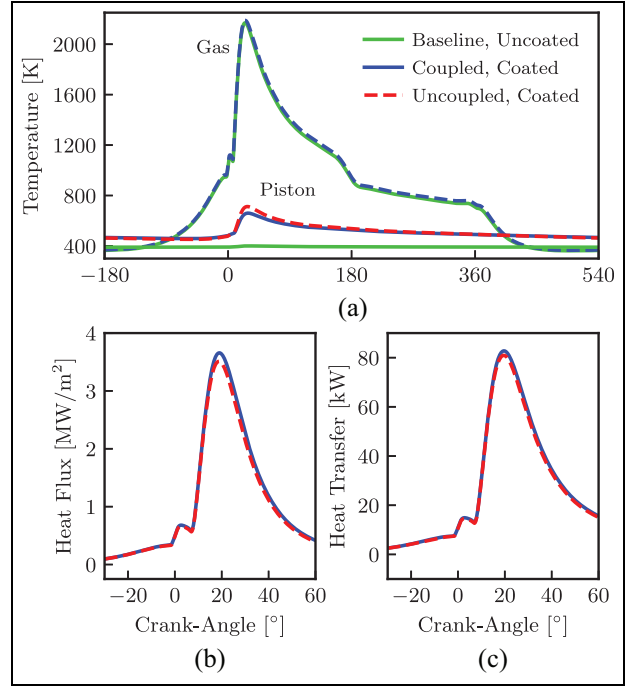 Temperature [K]
2000
1600
1200
800
400
Gas
Piston
Baseline, Uncoated
Coupled, Coated
Uncoupled, Coated
−180
0
180
360
540
(a)
Heat Flux [MW/m²]
4
3
2
1
0
−20
0
20
40
60
Crank-Angle [°]
(b)
Heat Transfer [kW]
80
60
40
20
0
−20
0
20
40
60
Crank-Angle [°]
(c)